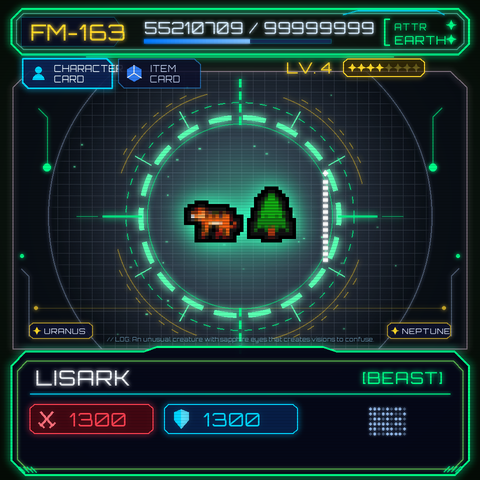 FM-163
55210709 / 99999999
ATTR
EARTH
CHARACTER
CARD
ITEM
CARD
LV.4
URANUS
NEPTUNE
// LOG: An unusual creature with sapphire eyes that creates visions to confuse.
LISARK
[BEAST]
1300
1300